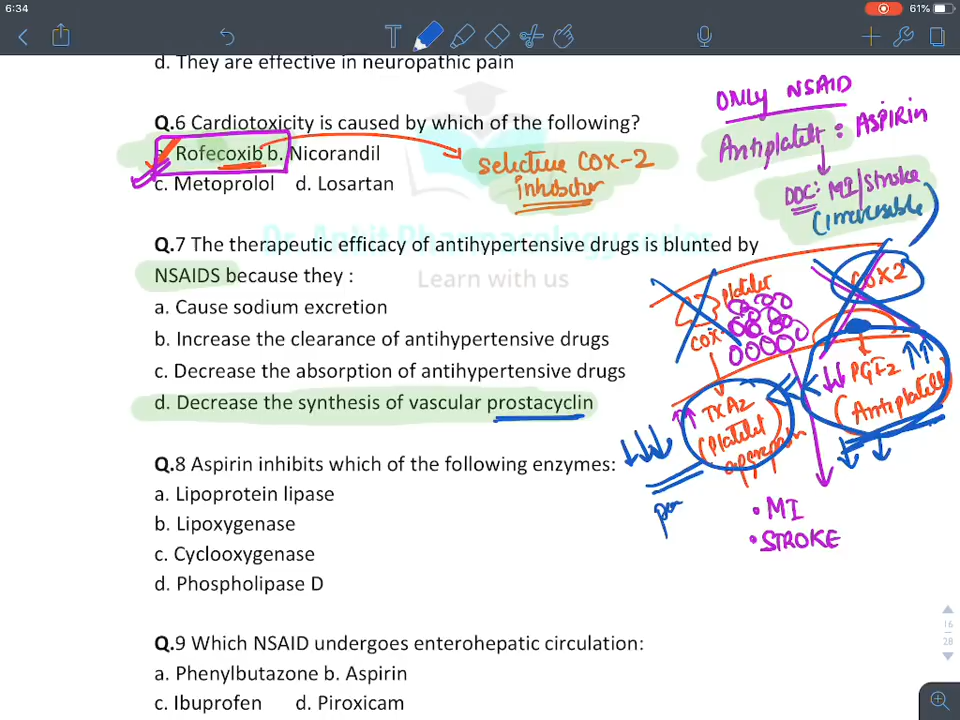 6:34
61%
T
d. They are effective in neuropathic pain
Q.6 Cardiotoxicity is caused by which of the following?
a. Rofecoxib b. Nicorandil
c. Metoprolol d. Losartan
selective COX-2
inhibitor
ONLY NSAID
Antiplatelt : ASPIRIN
DOC: MI/Stroke
(irreversible)
Q.7 The therapeutic efficacy of antihypertensive drugs is blunted by
NSAIDS because they :
Learn with us
a. Cause sodium excretion
b. Increase the clearance of antihypertensive drugs
c. Decrease the absorption of antihypertensive drugs
d. Decrease the synthesis of vascular prostacyclin
platelet
COX2
COX-
PGI2
(Antiplatelet
TXA2
(Platelet
Q.8 Aspirin inhibits which of the following enzymes:
a. Lipoprotein lipase
b. Lipoxygenase
c. Cyclooxygenase
d. Phospholipase D
• MI
• STROKE
Q.9 Which NSAID undergoes enterohepatic circulation:
a. Phenylbutazone b. Aspirin
c. Ibuprofen d. Piroxicam
16
28